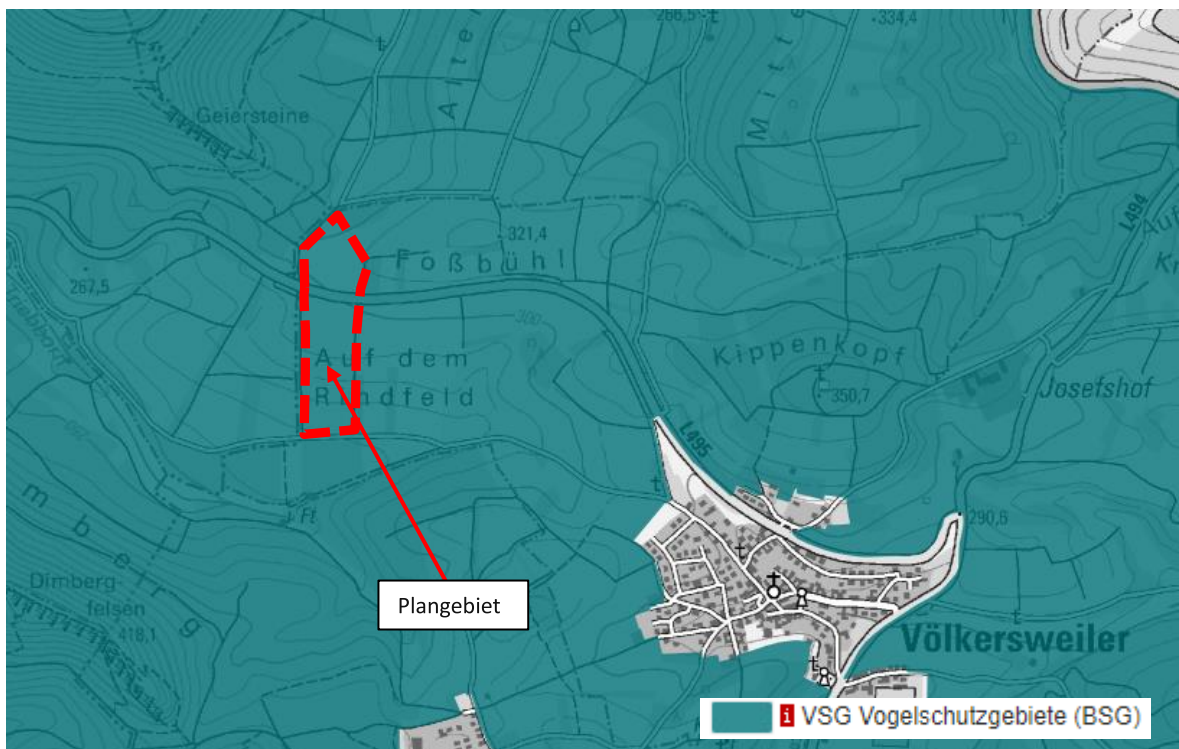 266,5
334,4
Geiersteine
321,4
Foßbühl
L494
267,5
300
Auf dem
Rindfeld
Kippenkopf
350,7
Josefshof
L495
Ft
290,6
Plangebiet
Dimberg-
felsen
418,1
Völkersweiler
i VSG Vogelschutzgebiete (BSG)